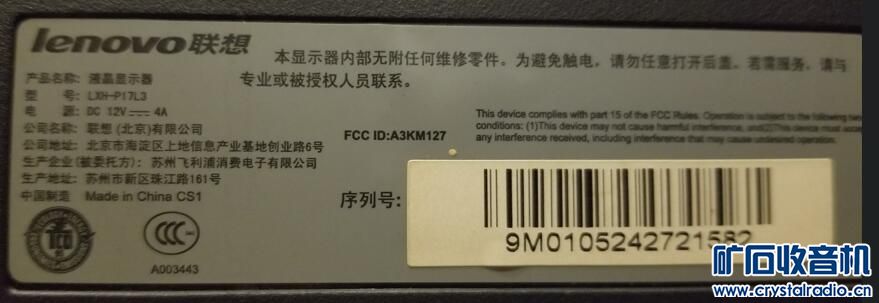 lenovo联想
本显示器内部无附任何维修零件。为避免触电，请勿任意打开后盖。若需服务，请与
专业或被授权人员联系。
产品名称: 液晶显示器
型 号: LXH-P17L3
电 源: DC 12V 4A
公司名称: 联想(北京)有限公司
公司地址: 北京市海淀区上地信息产业基地创业路6号
生产企业(被委托方): 苏州飞利浦消费电子有限公司
生产地址: 苏州市新区珠江路161号
中国制造 Made in China CS1
FCC ID:A3KM127
This device complies with part 15 of the FCC Rules. Operation is subject to the following two
conditions: (1)This device may not cause harmful interference, and(2)This device must accept
any interference received, including interference that may cause undesired operation.
序列号:
9M0105242721582
tco
CCC
A003443
矿石收音机
www.crystalradio.cn